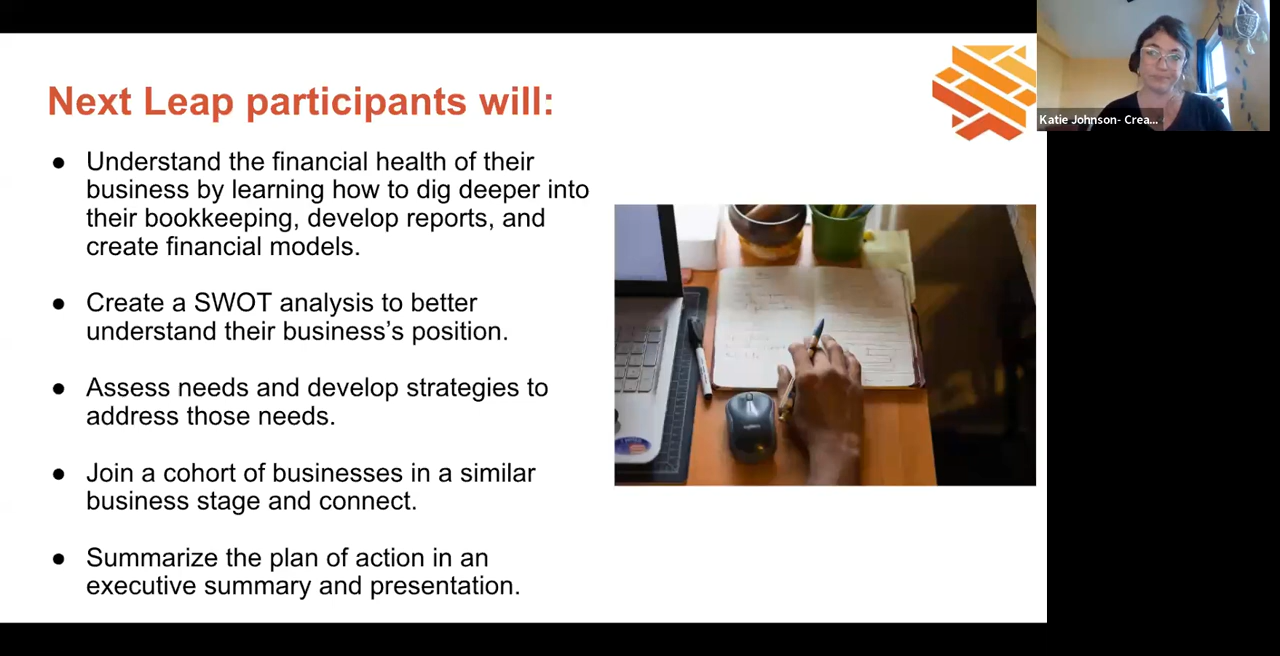 Next Leap participants will:
● Understand the financial health of their
business by learning how to dig deeper into
their bookkeeping, develop reports, and
create financial models.
● Create a SWOT analysis to better
understand their business’s position.
● Assess needs and develop strategies to
address those needs.
● Join a cohort of businesses in a similar
business stage and connect.
● Summarize the plan of action in an
executive summary and presentation.
Katie Johnson- Crea...